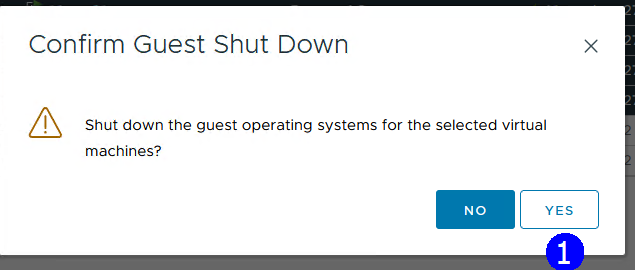 Confirm Guest Shut Down
Shut down the guest operating systems for the selected virtual
machines?
NO
YES
1